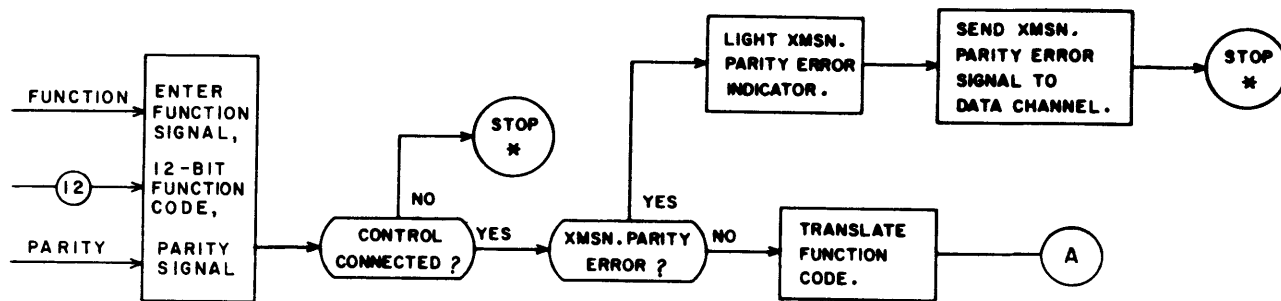 FUNCTION
12
PARITY
ENTER
FUNCTION
SIGNAL,
12-BIT
FUNCTION
CODE,
PARITY
SIGNAL
CONTROL
CONNECTED?
NO
STOP
*
YES
XMSN. PARITY
ERROR?
YES
LIGHT XMSN.
PARITY ERROR
INDICATOR.
SEND XMSN.
PARITY ERROR
SIGNAL TO
DATA CHANNEL.
STOP
*
NO
TRANSLATE
FUNCTION
CODE.
A